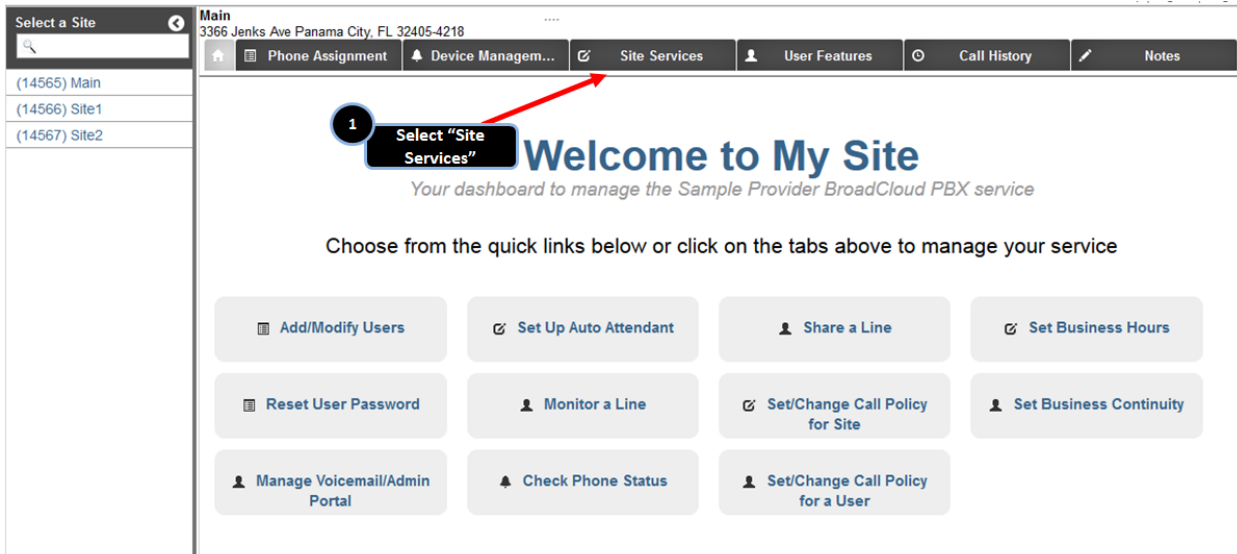 Select a Site
(14565) Main
(14566) Site1
(14567) Site2
Main
....
3366 Jenks Ave Panama City, FL 32405-4218
Phone Assignment
Device Managem...
Site Services
User Features
Call History
Notes
1
Select “Site
Services”
Welcome to My Site
Your dashboard to manage the Sample Provider BroadCloud PBX service
Choose from the quick links below or click on the tabs above to manage your service
Add/Modify Users
Set Up Auto Attendant
Share a Line
Set Business Hours
Reset User Password
Monitor a Line
Set/Change Call Policy
for Site
Set Business Continuity
Manage Voicemail/Admin
Portal
Check Phone Status
Set/Change Call Policy
for a User